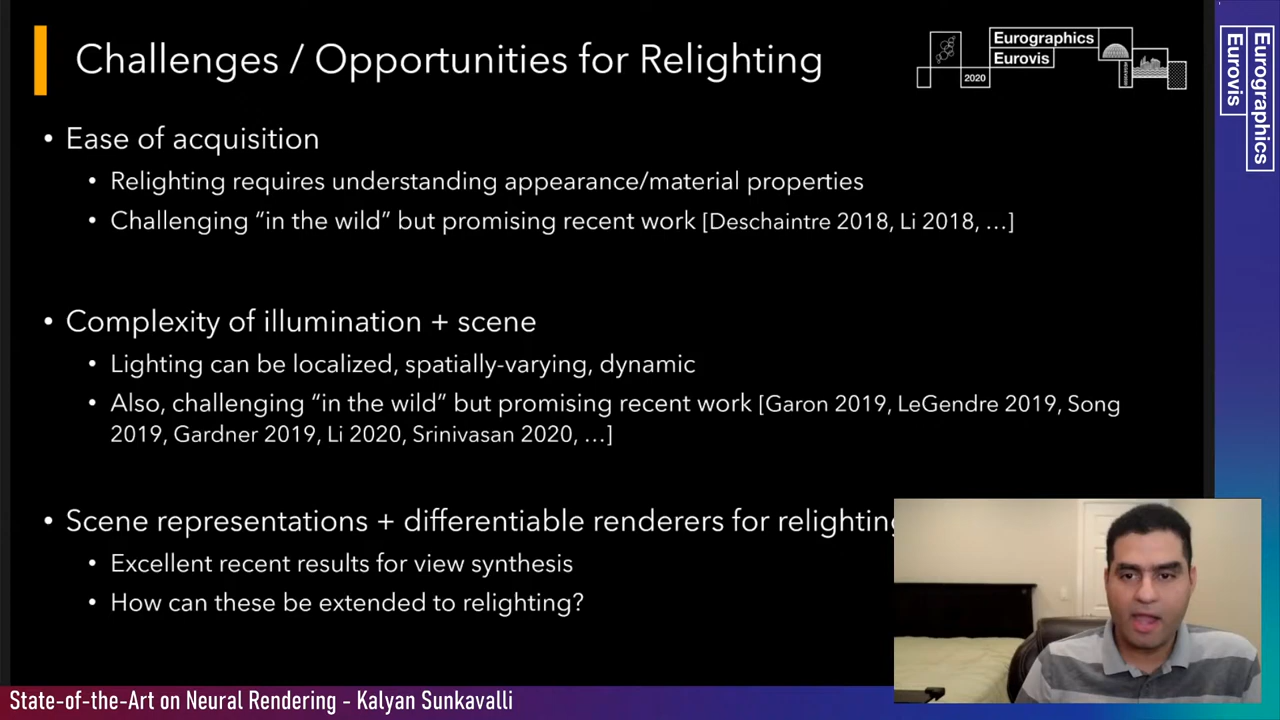 Challenges / Opportunities for Relighting
Eurographics
Eurovis
2020
Eurographics
Eurovis
• Ease of acquisition
• Relighting requires understanding appearance/material properties
• Challenging “in the wild” but promising recent work [Deschaintre 2018, Li 2018, …]
• Complexity of illumination + scene
• Lighting can be localized, spatially-varying, dynamic
• Also, challenging “in the wild” but promising recent work [Garon 2019, LeGendre 2019, Song
2019, Gardner 2019, Li 2020, Srinivasan 2020, …]
• Scene representations + differentiable renderers for relighting
• Excellent recent results for view synthesis
• How can these be extended to relighting?
State-of-the-Art on Neural Rendering - Kalyan Sunkavalli